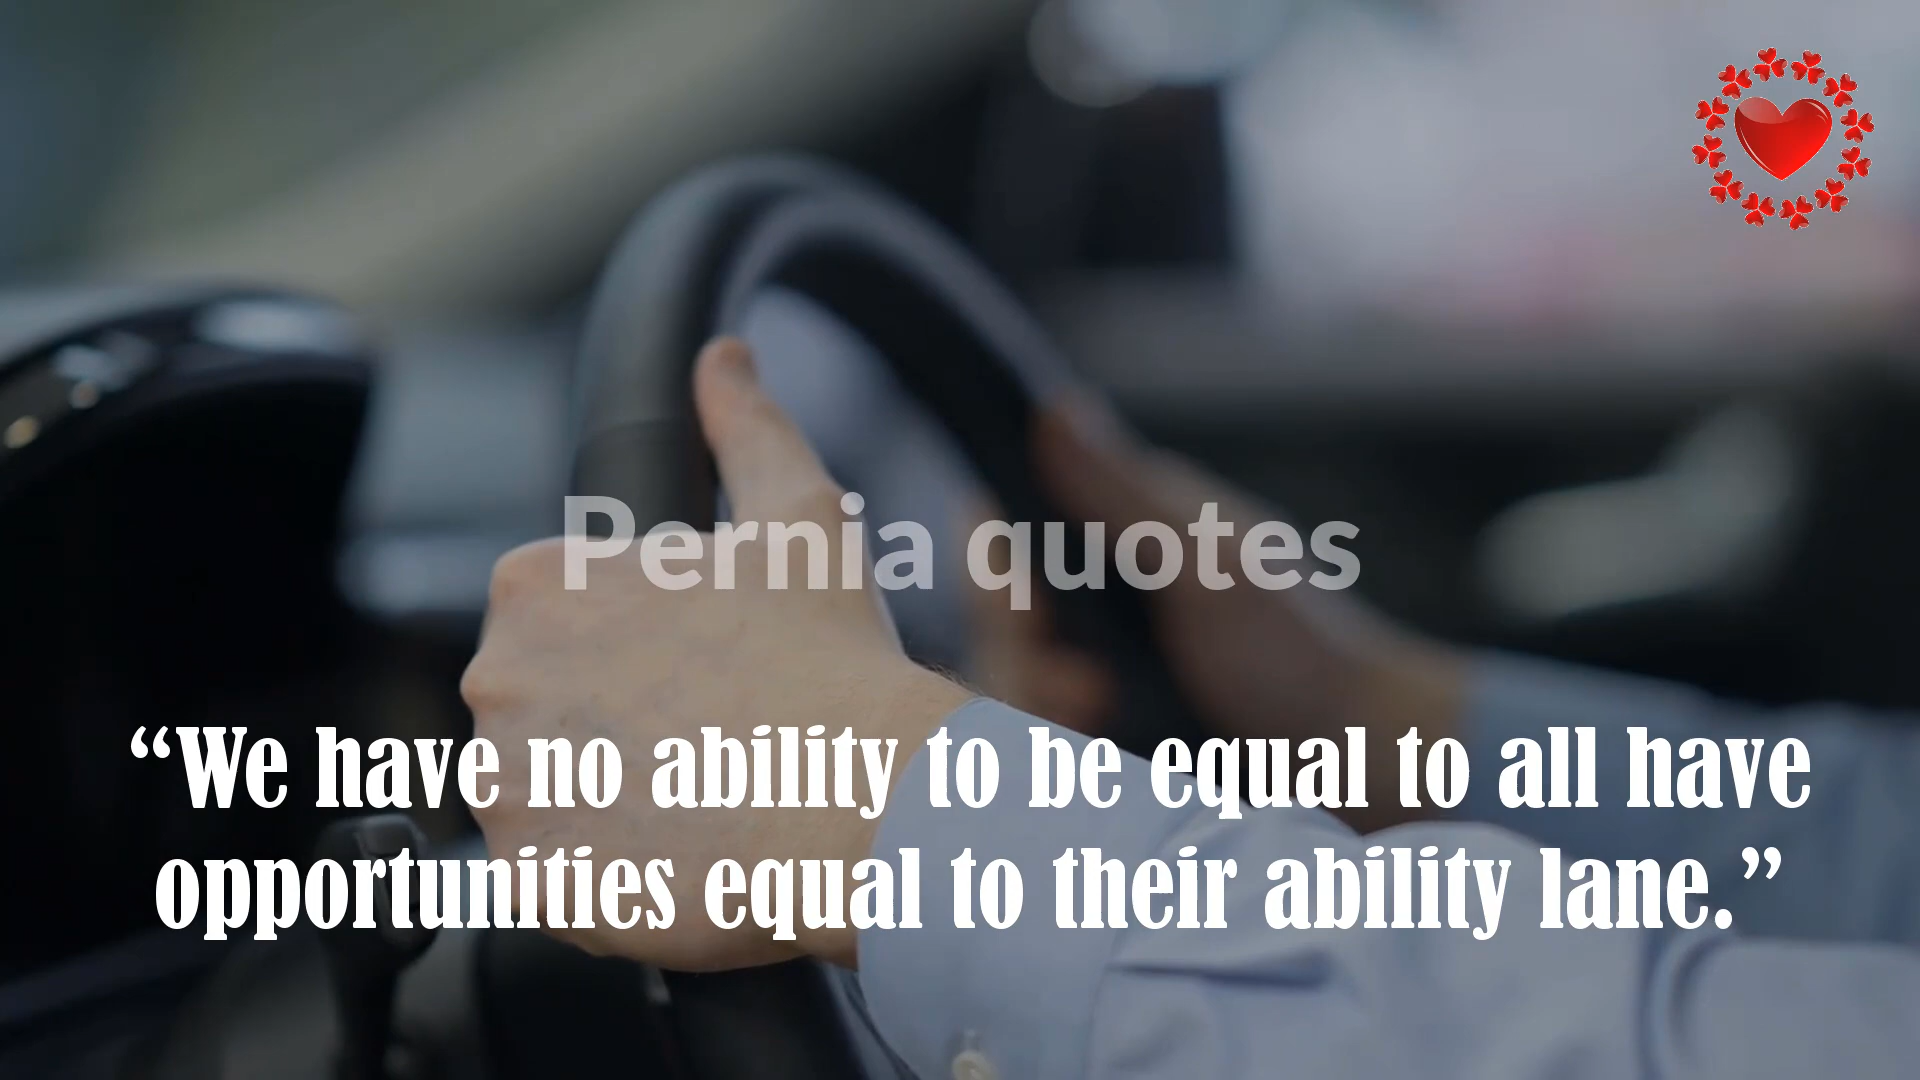 Pernia quotes
“We have no ability to be equal to all have
opportunities equal to their ability lane.”